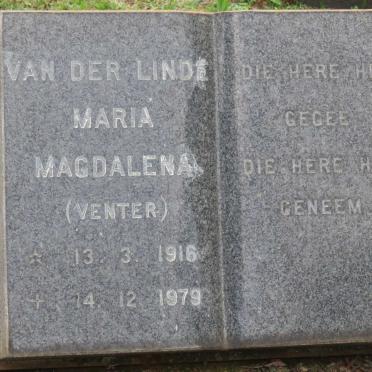 VAN DER LINDE
MARIA
MAGDALENA
(VENTER)
☆ 13. 3. 1916
+ 14. 12. 1979
DIE HERE
GEGEE
DIE HERE
GENEEM